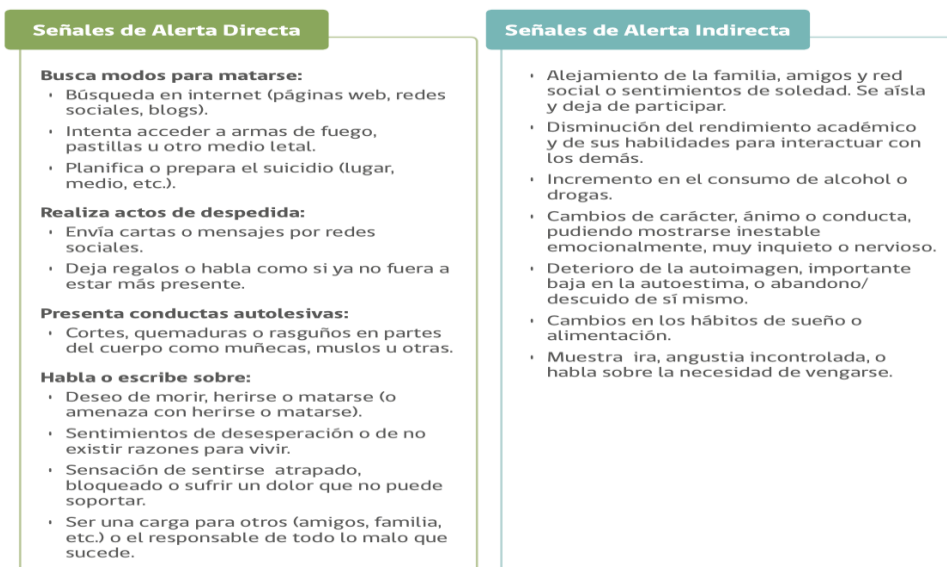 Señales de Alerta Directa
Busca modos para matarse:
· Búsqueda en internet (páginas web, redes
sociales, blogs).
· Intenta acceder a armas de fuego,
pastillas u otro medio letal.
· Planifica o prepara el suicidio (lugar,
medio, etc.).
Realiza actos de despedida:
· Envía cartas o mensajes por redes
sociales.
· Deja regalos o habla como si ya no fuera a
estar más presente.
Presenta conductas autolesivas:
· Cortes, quemaduras o rasguños en partes
del cuerpo como muñecas, muslos u otras.
Habla o escribe sobre:
· Deseo de morir, herirse o matarse (o
amenaza con herirse o matarse).
· Sentimientos de desesperación o de no
existir razones para vivir.
· Sensación de sentirse atrapado,
bloqueado o sufrir un dolor que no puede
soportar.
· Ser una carga para otros (amigos, familia,
etc.) o el responsable de todo lo malo que
sucede.
Señales de Alerta Indirecta
· Alejamiento de la familia, amigos y red
social o sentimientos de soledad. Se aísla
y deja de participar.
· Disminución del rendimiento académico
y de sus habilidades para interactuar con
los demás.
· Incremento en el consumo de alcohol o
drogas.
· Cambios de carácter, ánimo o conducta,
pudiendo mostrarse inestable
emocionalmente, muy inquieto o nervioso.
· Deterioro de la autoimagen, importante
baja en la autoestima, o abandono/
descuido de sí mismo.
· Cambios en los hábitos de sueño o
alimentación.
· Muestra ira, angustia incontrolada, o
habla sobre la necesidad de vengarse.